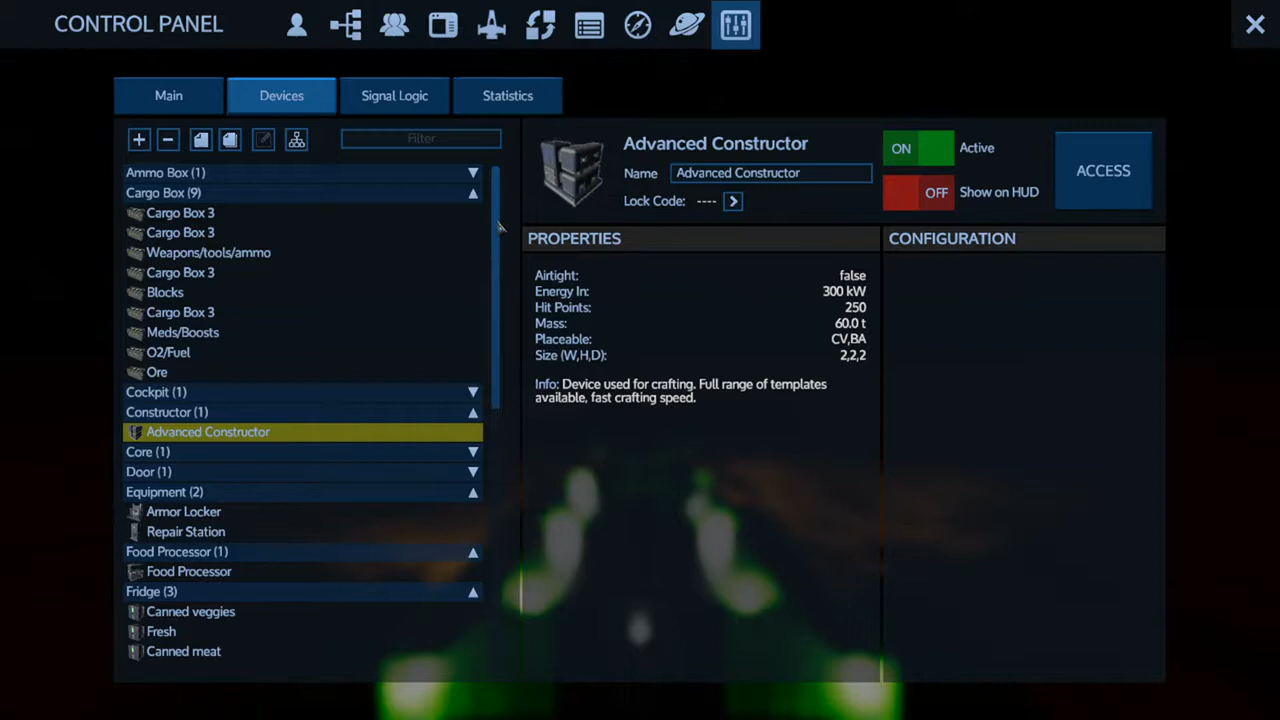 CONTROL PANEL
Main
Devices
Signal Logic
Statistics
Filter
Ammo Box (1)
Cargo Box (9)
Cargo Box 3
Cargo Box 3
Weapons/tools/ammo
Cargo Box 3
Blocks
Cargo Box 3
Meds/Boosts
O2/Fuel
Ore
Cockpit (1)
Constructor (1)
Advanced Constructor
Core (1)
Door (1)
Equipment (2)
Armor Locker
Repair Station
Food Processor (1)
Food Processor
Fridge (3)
Canned veggies
Fresh
Canned meat
Advanced Constructor
Name Advanced Constructor
Lock Code: ----
ON Active
OFF Show on HUD
ACCESS
PROPERTIES
Airtight: false
Energy In: 300 kW
Hit Points: 250
Mass: 60.0 t
Placeable: CV,BA
Size (W,H,D): 2,2,2
Info: Device used for crafting. Full range of templates
available, fast crafting speed.
CONFIGURATION